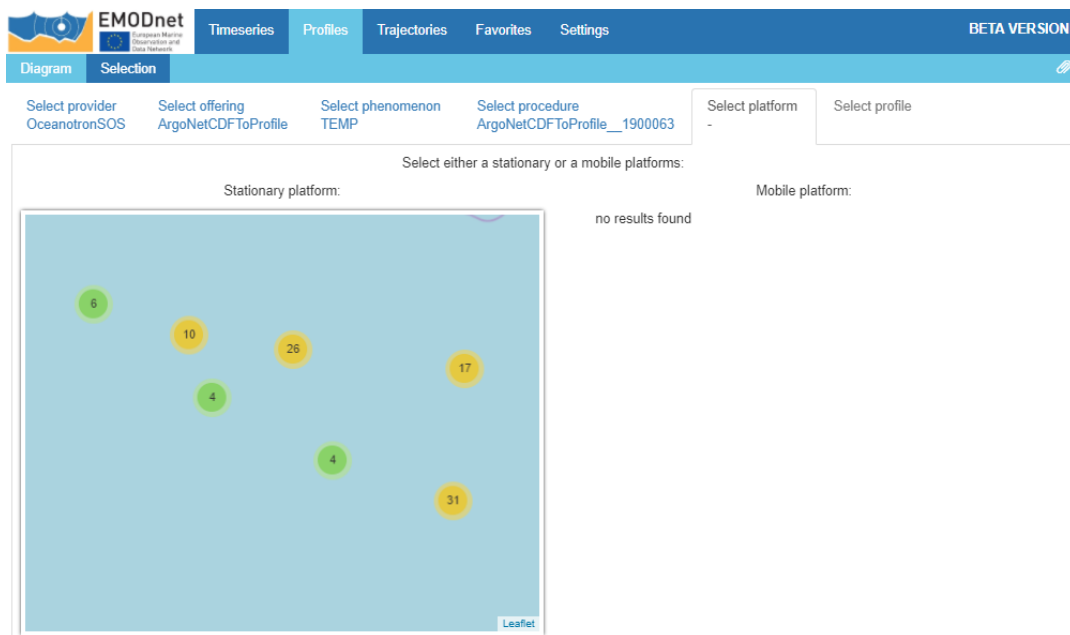 EMODnet
European Marine
Observation and
Data Network
Timeseries Profiles Trajectories Favorites Settings
BETA VERSION
Diagram Selection
Select provider Select offering Select phenomenon Select procedure Select platform Select profile
OceanotronSOS ArgoNetCDFToProfile TEMP ArgoNetCDFToProfile__1900063 -
Select either a stationary or a mobile platforms:
Stationary platform: Mobile platform:
no results found
6
10
26
17
4
4
31
Leaflet